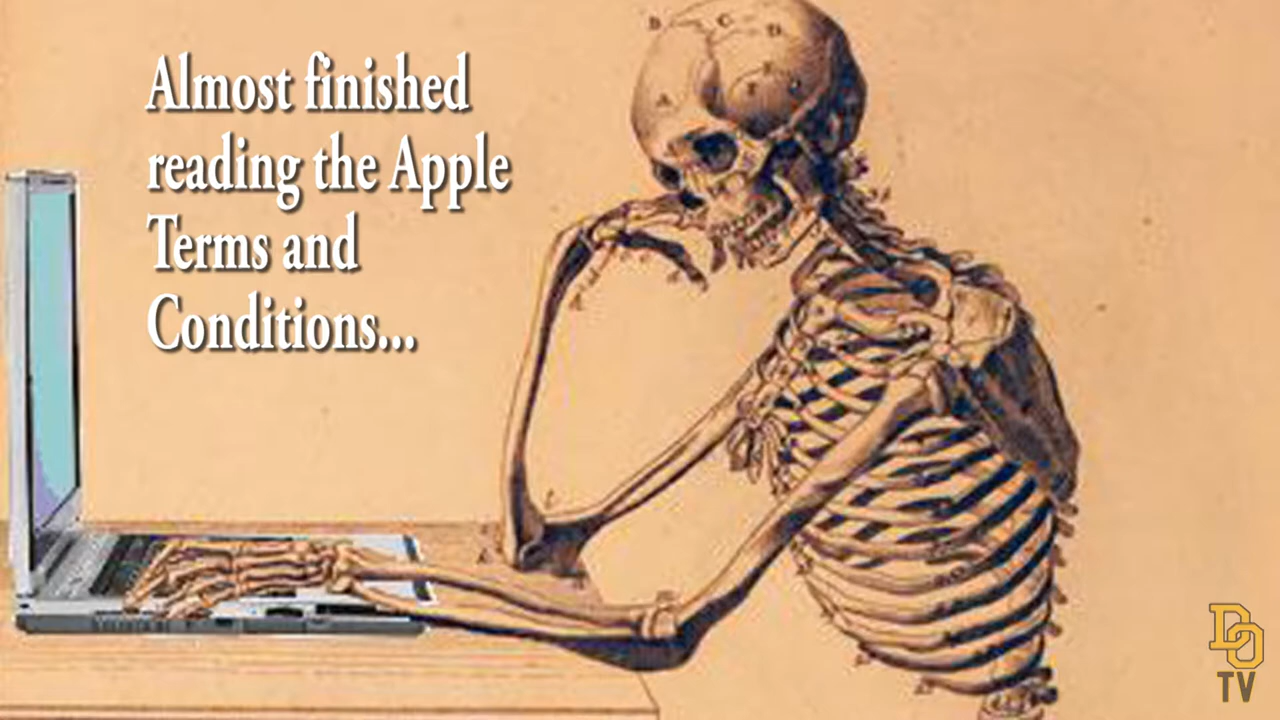 Almost finished
reading the Apple
Terms and
Conditions...
B
C
D
A
DO
TV